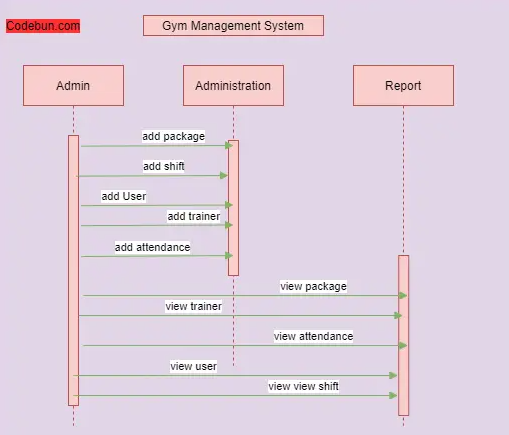 Codebun.com
Gym Management System
Admin
Administration
Report
add package
add shift
add User
add trainer
add attendance
view package
view trainer
view attendance
view user
view view shift